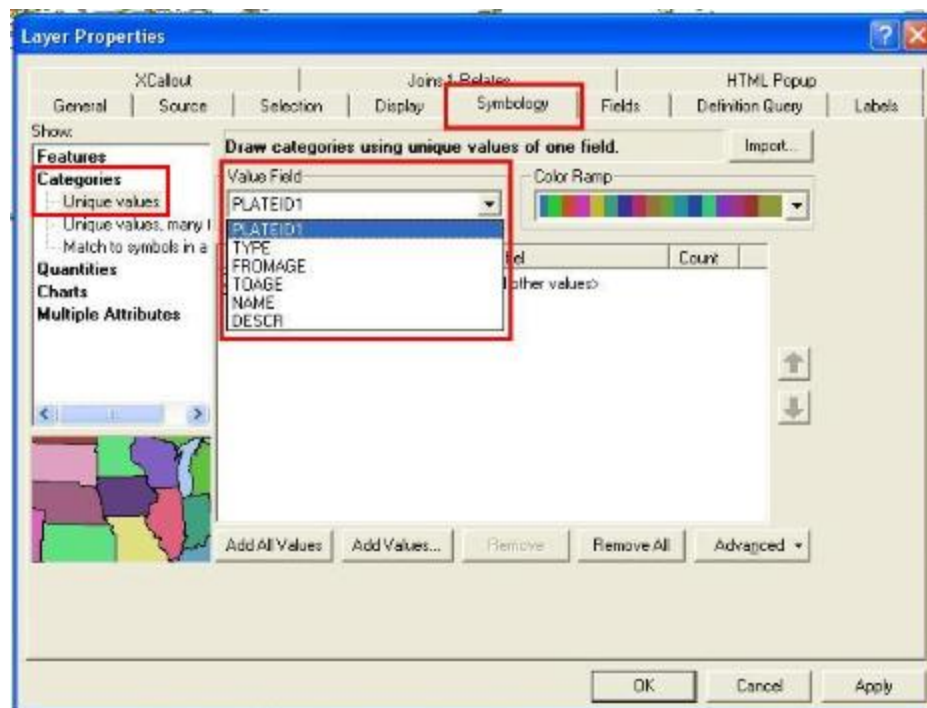 Layer Properties
XCallout Joins & Relates HTML Popup
General Source Selection Display Symbology Fields Definition Query Labels
Show:
Features
Categories
Unique values
Unique values, many f
Match to symbols in a
Quantities
Charts
Multiple Attributes
Draw categories using unique values of one field.
Import...
Value Field
PLATEID1
PLATEID1
TYPE
FROMAGE
TOAGE
NAME
DESCR
Color Ramp
el Count
other values>
Add All Values Add Values... Remove Remove All Advanced
OK Cancel Apply